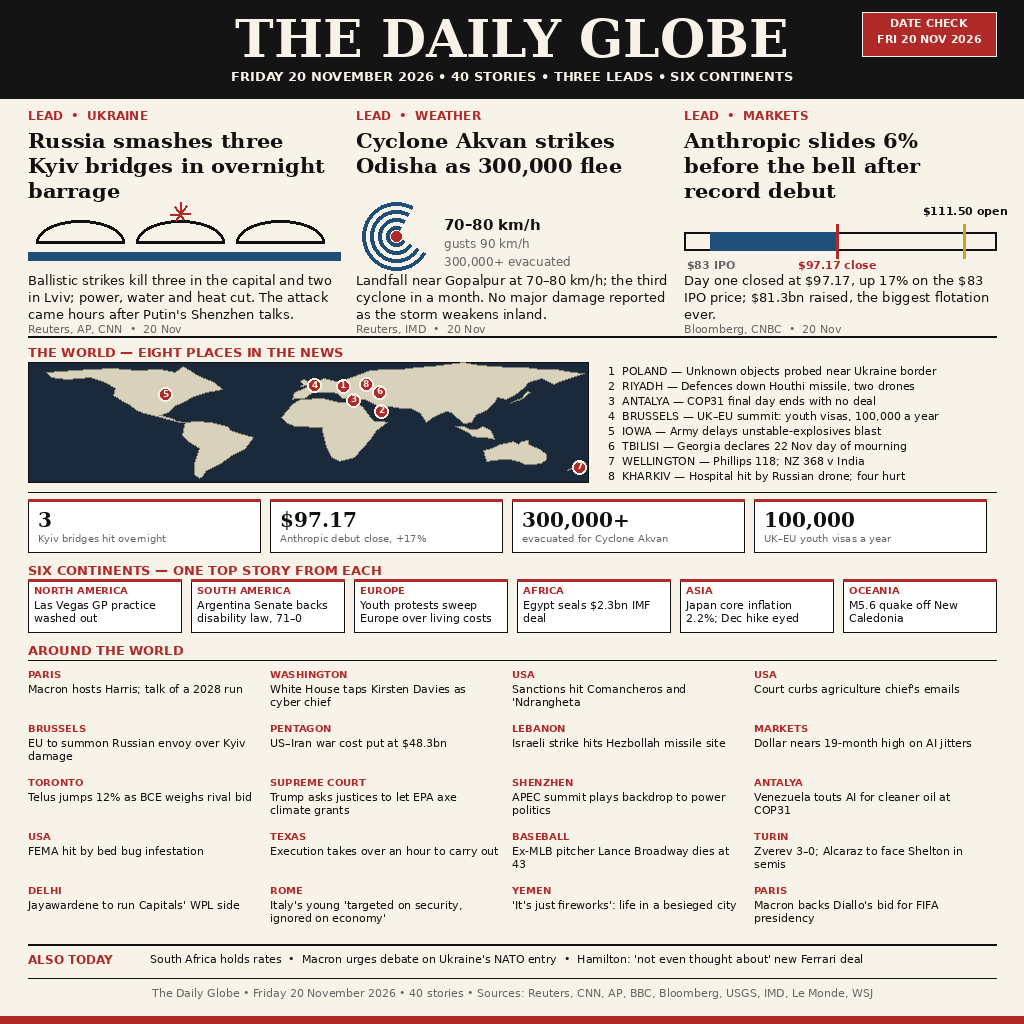 THE DAILY GLOBE
FRIDAY 20 NOVEMBER 2026 • 40 STORIES • THREE LEADS • SIX CONTINENTS
DATE CHECK
FRI 20 NOV 2026
LEAD • UKRAINE
Russia smashes three
Kyiv bridges in overnight
barrage
Ballistic strikes kill three in the capital and two
in Lviv; power, water and heat cut. The attack
came hours after Putin's Shenzhen talks.
Reuters, AP, CNN • 20 Nov
LEAD • WEATHER
Cyclone Akvan strikes
Odisha as 300,000 flee
70–80 km/h
gusts 90 km/h
300,000+ evacuated
Landfall near Gopalpur at 70–80 km/h; the third
cyclone in a month. No major damage reported
as the storm weakens inland.
Reuters, IMD • 20 Nov
LEAD • MARKETS
Anthropic slides 6%
before the bell after
record debut
$111.50 open
$83 IPO
$97.17 close
Day one closed at $97.17, up 17% on the $83
IPO price; $81.3bn raised, the biggest flotation
ever.
Bloomberg, CNBC • 20 Nov
THE WORLD — EIGHT PLACES IN THE NEWS
5
4
1
8
6
3
2
7
1 POLAND — Unknown objects probed near Ukraine border
2 RIYADH — Defences down Houthi missile, two drones
3 ANTALYA — COP31 final day ends with no deal
4 BRUSSELS — UK–EU summit: youth visas, 100,000 a year
5 IOWA — Army delays unstable-explosives blast
6 TBILISI — Georgia declares 22 Nov day of mourning
7 WELLINGTON — Phillips 118; NZ 368 v India
8 KHARKIV — Hospital hit by Russian drone; four hurt
3
Kyiv bridges hit overnight
$97.17
Anthropic debut close, +17%
300,000+
evacuated for Cyclone Akvan
100,000
UK–EU youth visas a year
SIX CONTINENTS — ONE TOP STORY FROM EACH
NORTH AMERICA
Las Vegas GP practice
washed out
SOUTH AMERICA
Argentina Senate backs
disability law, 71–0
EUROPE
Youth protests sweep
Europe over living costs
AFRICA
Egypt seals $2.3bn IMF
deal
ASIA
Japan core inflation
2.2%; Dec hike eyed
OCEANIA
M5.6 quake off New
Caledonia
AROUND THE WORLD
PARIS
Macron hosts Harris; talk of a 2028 run
WASHINGTON
White House taps Kirsten Davies as
cyber chief
USA
Sanctions hit Comancheros and
'Ndrangheta
USA
Court curbs agriculture chief's emails
BRUSSELS
EU to summon Russian envoy over Kyiv
damage
PENTAGON
US–Iran war cost put at $48.3bn
LEBANON
Israeli strike hits Hezbollah missile site
MARKETS
Dollar nears 19-month high on AI jitters
TORONTO
Telus jumps 12% as BCE weighs rival bid
SUPREME COURT
Trump asks justices to let EPA axe
climate grants
SHENZHEN
APEC summit plays backdrop to power
politics
ANTALYA
Venezuela touts AI for cleaner oil at
COP31
USA
FEMA hit by bed bug infestation
TEXAS
Execution takes over an hour to carry out
BASEBALL
Ex-MLB pitcher Lance Broadway dies at
43
TURIN
Zverev 3–0; Alcaraz to face Shelton in
semis
DELHI
Jayawardene to run Capitals' WPL side
ROME
Italy's young 'targeted on security,
ignored on economy'
YEMEN
'It's just fireworks': life in a besieged city
PARIS
Macron backs Diallo's bid for FIFA
presidency
ALSO TODAY
South Africa holds rates • Macron urges debate on Ukraine's NATO entry • Hamilton: 'not even thought about' new Ferrari deal
The Daily Globe • Friday 20 November 2026 • 40 stories • Sources: Reuters, CNN, AP, BBC, Bloomberg, USGS, IMD, Le Monde, WSJ